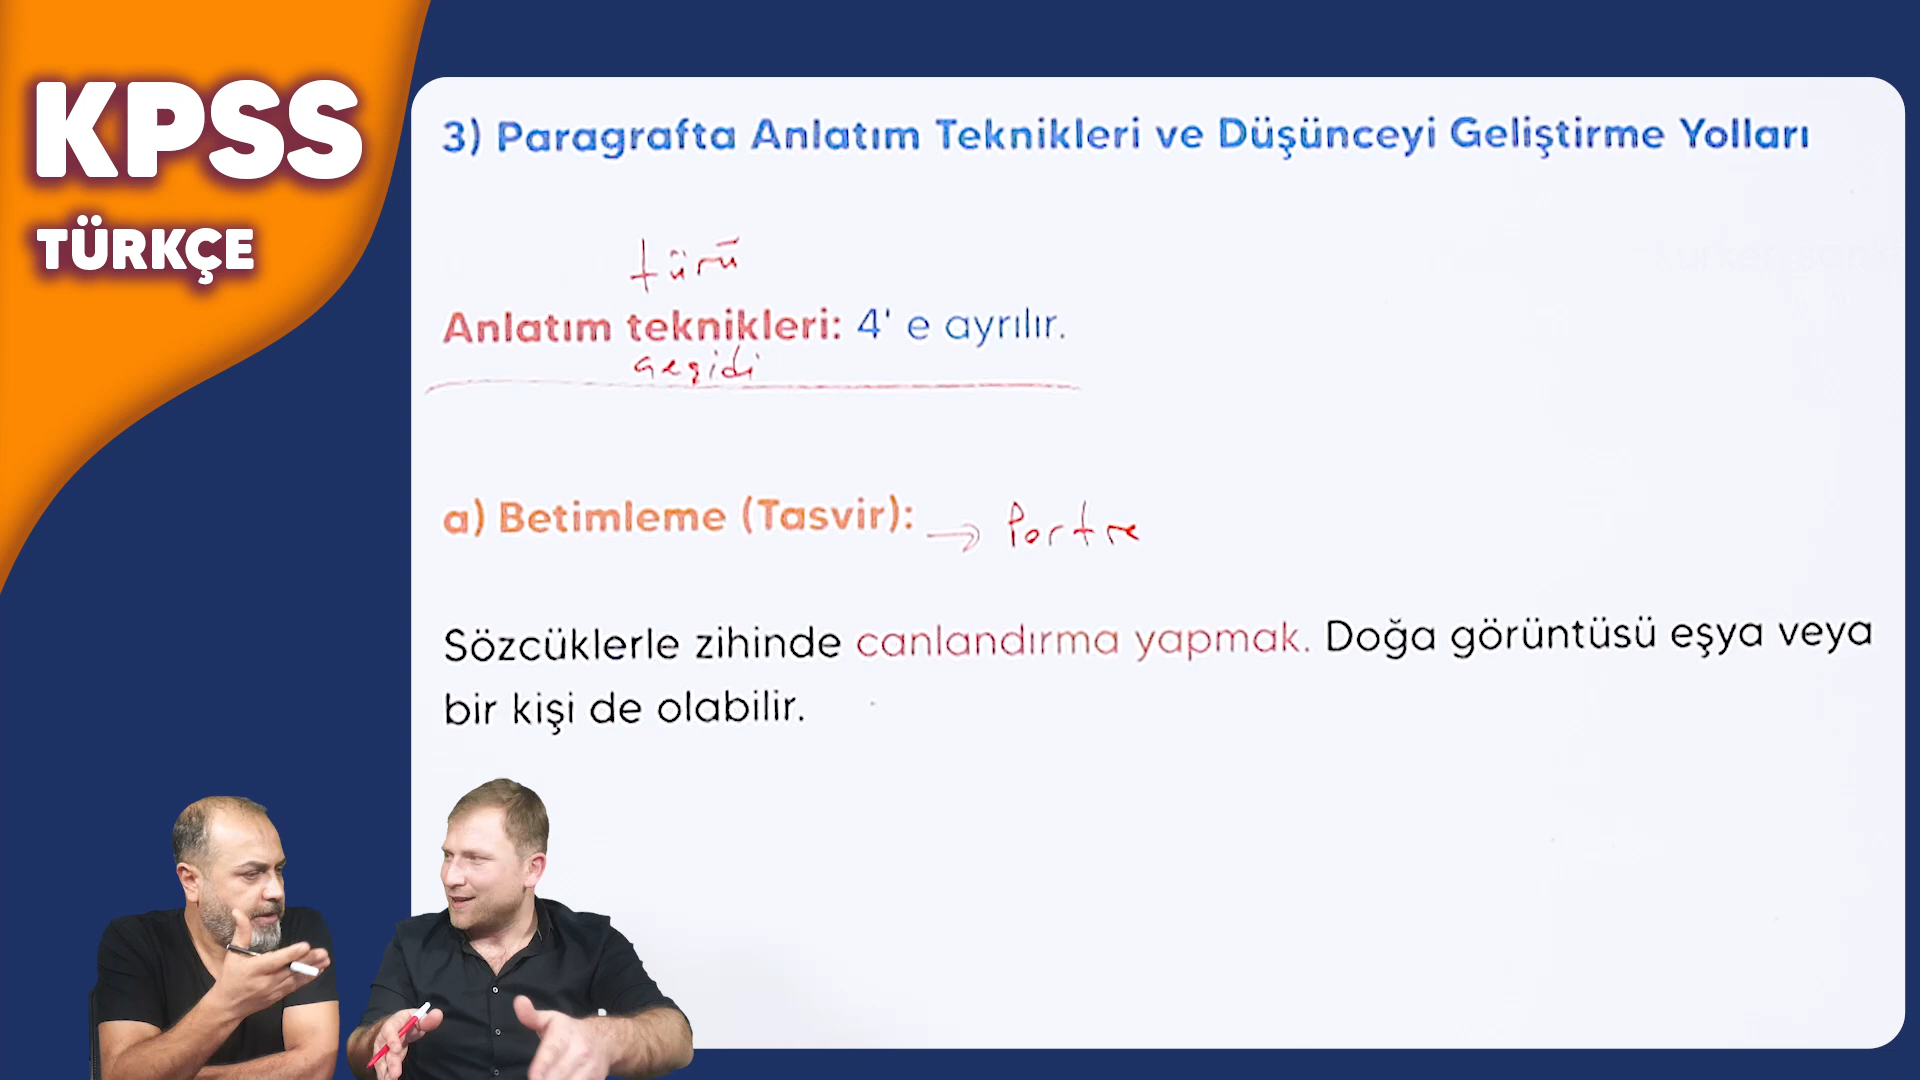 KPSS
TÜRKÇE
3) Paragrafta Anlatım Teknikleri ve Düşünceyi Geliştirme Yolları
türü
Anlatım teknikleri: 4' e ayrılır.
a) Betimleme (Tasvir): → Portre
Sözcüklerle zihinde canlandırma yapmak. Doğa görüntüsü eşya veya
bir kişi de olabilir.